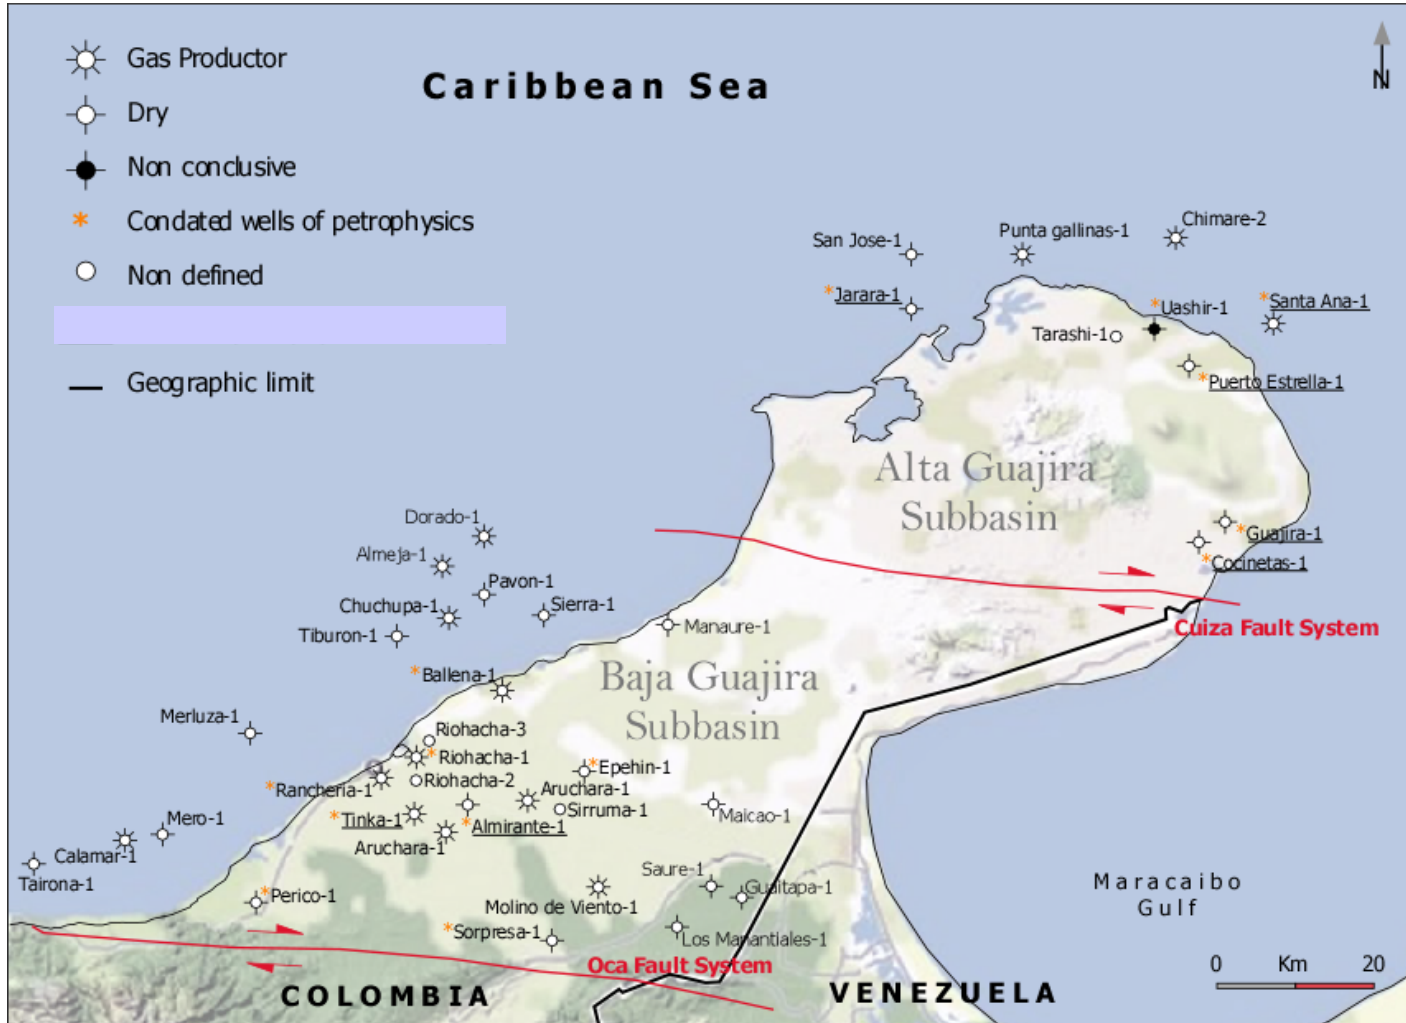 Gas Productor
Dry
Non conclusive
Condated wells of petrophysics
Non defined
Geographic limit
Caribbean Sea
N
Chimare-2
Punta gallinas-1
San Jose-1
*Jarara-1
*
Santa Ana-1
*
Uashir-1
Tarashi-1
*Puerto Estrella-1
Alta Guajira
Subbasin
Dorado-1
*Guajira-1
Almeja-1
*Cocinetas-1
Pavon-1
Chuchupa-1
Sierra-1
Tiburon-1
Manaure-1
Cuiza Fault System
*Ballena-1
Baja Guajira
Subbasin
Merluza-1
Riohacha-3
*Riohacha-1
*Epehin-1
Riohacha-2
*Rancheria-1
Aruchara-1
Sirruma-1
Maicao-1
*Tinka-1
*Almirante-1
Mero-1
Aruchara-1
Calamar-1
Tairona-1
Saure-1
Guaitapa-1
*Perico-1
Molino de Viento-1
*Sorpresa-1
Los Manantiales-1
Maracaibo
Gulf
Oca Fault System
0 Km 20
COLOMBIA
VENEZUELA